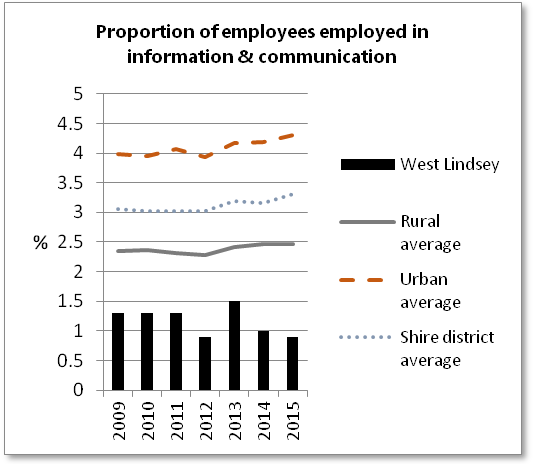 Proportion of employees employed in
information & communication
5
4.5
4
3.5
3
2.5
2
1.5
1
0.5
0
%
2009
2010
2011
2012
2013
2014
2015
West Lindsey
Rural
average
Urban
average
Shire district
average